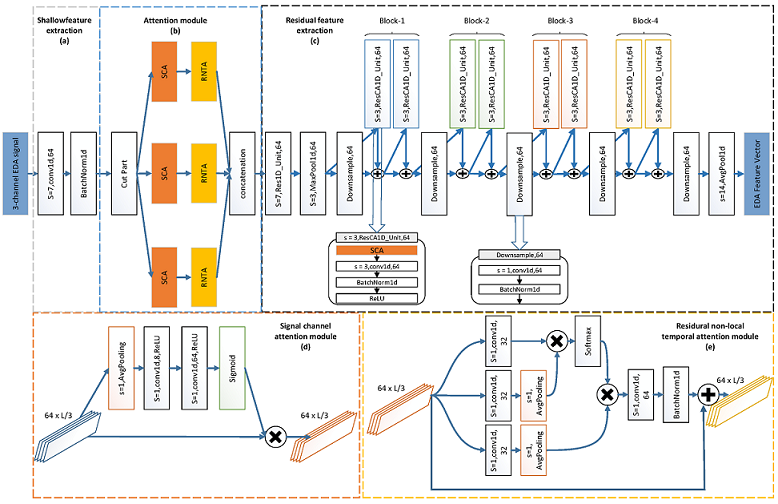 Shallowfeature
extraction
(a)
Attention module
(b)
Residual feature
extraction
(c)
Block-1
Block-2
Block-3
Block-4
3-channel EDA signal
S=7,conv1d,64
BatchNorm1d
Cut Part
SCA
RNTA
SCA
RNTA
SCA
RNTA
concatenation
S=7,Res1D_Unit,64
S=3,MaxPool1d,64
Downsample,64
S=3,ResCA1D_Unit,64
S=3,ResCA1D_Unit,64
Downsample,64
S=3,ResCA1D_Unit,64
S=3,ResCA1D_Unit,64
Downsample,64
S=3,ResCA1D_Unit,64
S=3,ResCA1D_Unit,64
Downsample,64
S=3,ResCA1D_Unit,64
S=3,ResCA1D_Unit,64
Downsample,64
s=14,AvgPool1d
EDA Feature Vector
s = 3,ResCA1D_Unit,64
SCA
s = 3,conv1d,64
BatchNorm1d
ReLU
Downsample,64
s = 1,conv1d,64
BatchNorm1d
Signal channel
attention module
(d)
64 x L/3
s=1,AvgPooling
S=1,conv1d,8,ReLU
S=1,conv1d,64,ReLU
Sigmoid
64 x L/3
Residural non-local
temporal attention module
(e)
64 x L/3
S=1,conv1d,
32
S=1,conv1d,
32
s=1,
AvgPooling
S=1,conv1d,
32
s=1,
AvgPooling
Softmax
S=1,conv1d,
64
BatchNorm1d
64 x L/3